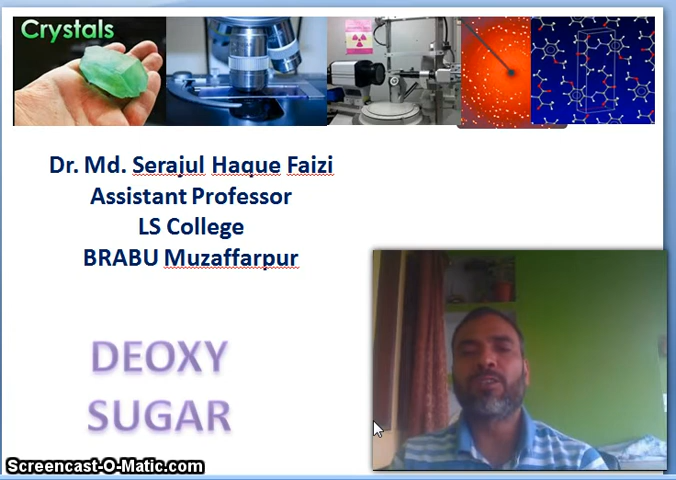 Crystals
Dr. Md. Serajul Haque Faizi
Assistant Professor
LS College
BRABU Muzaffarpur
DEOXY
SUGAR
Screencast-O-Matic.com